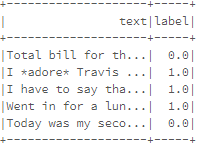 +--------------------+-----+
|                text|label|
+--------------------+-----+
|Total bill for th...|  0.0|
|I *adore* Travis ...|  1.0|
|I have to say tha...|  1.0|
|Went in for a lun...|  1.0|
|Today was my seco...|  0.0|
+--------------------+-----+